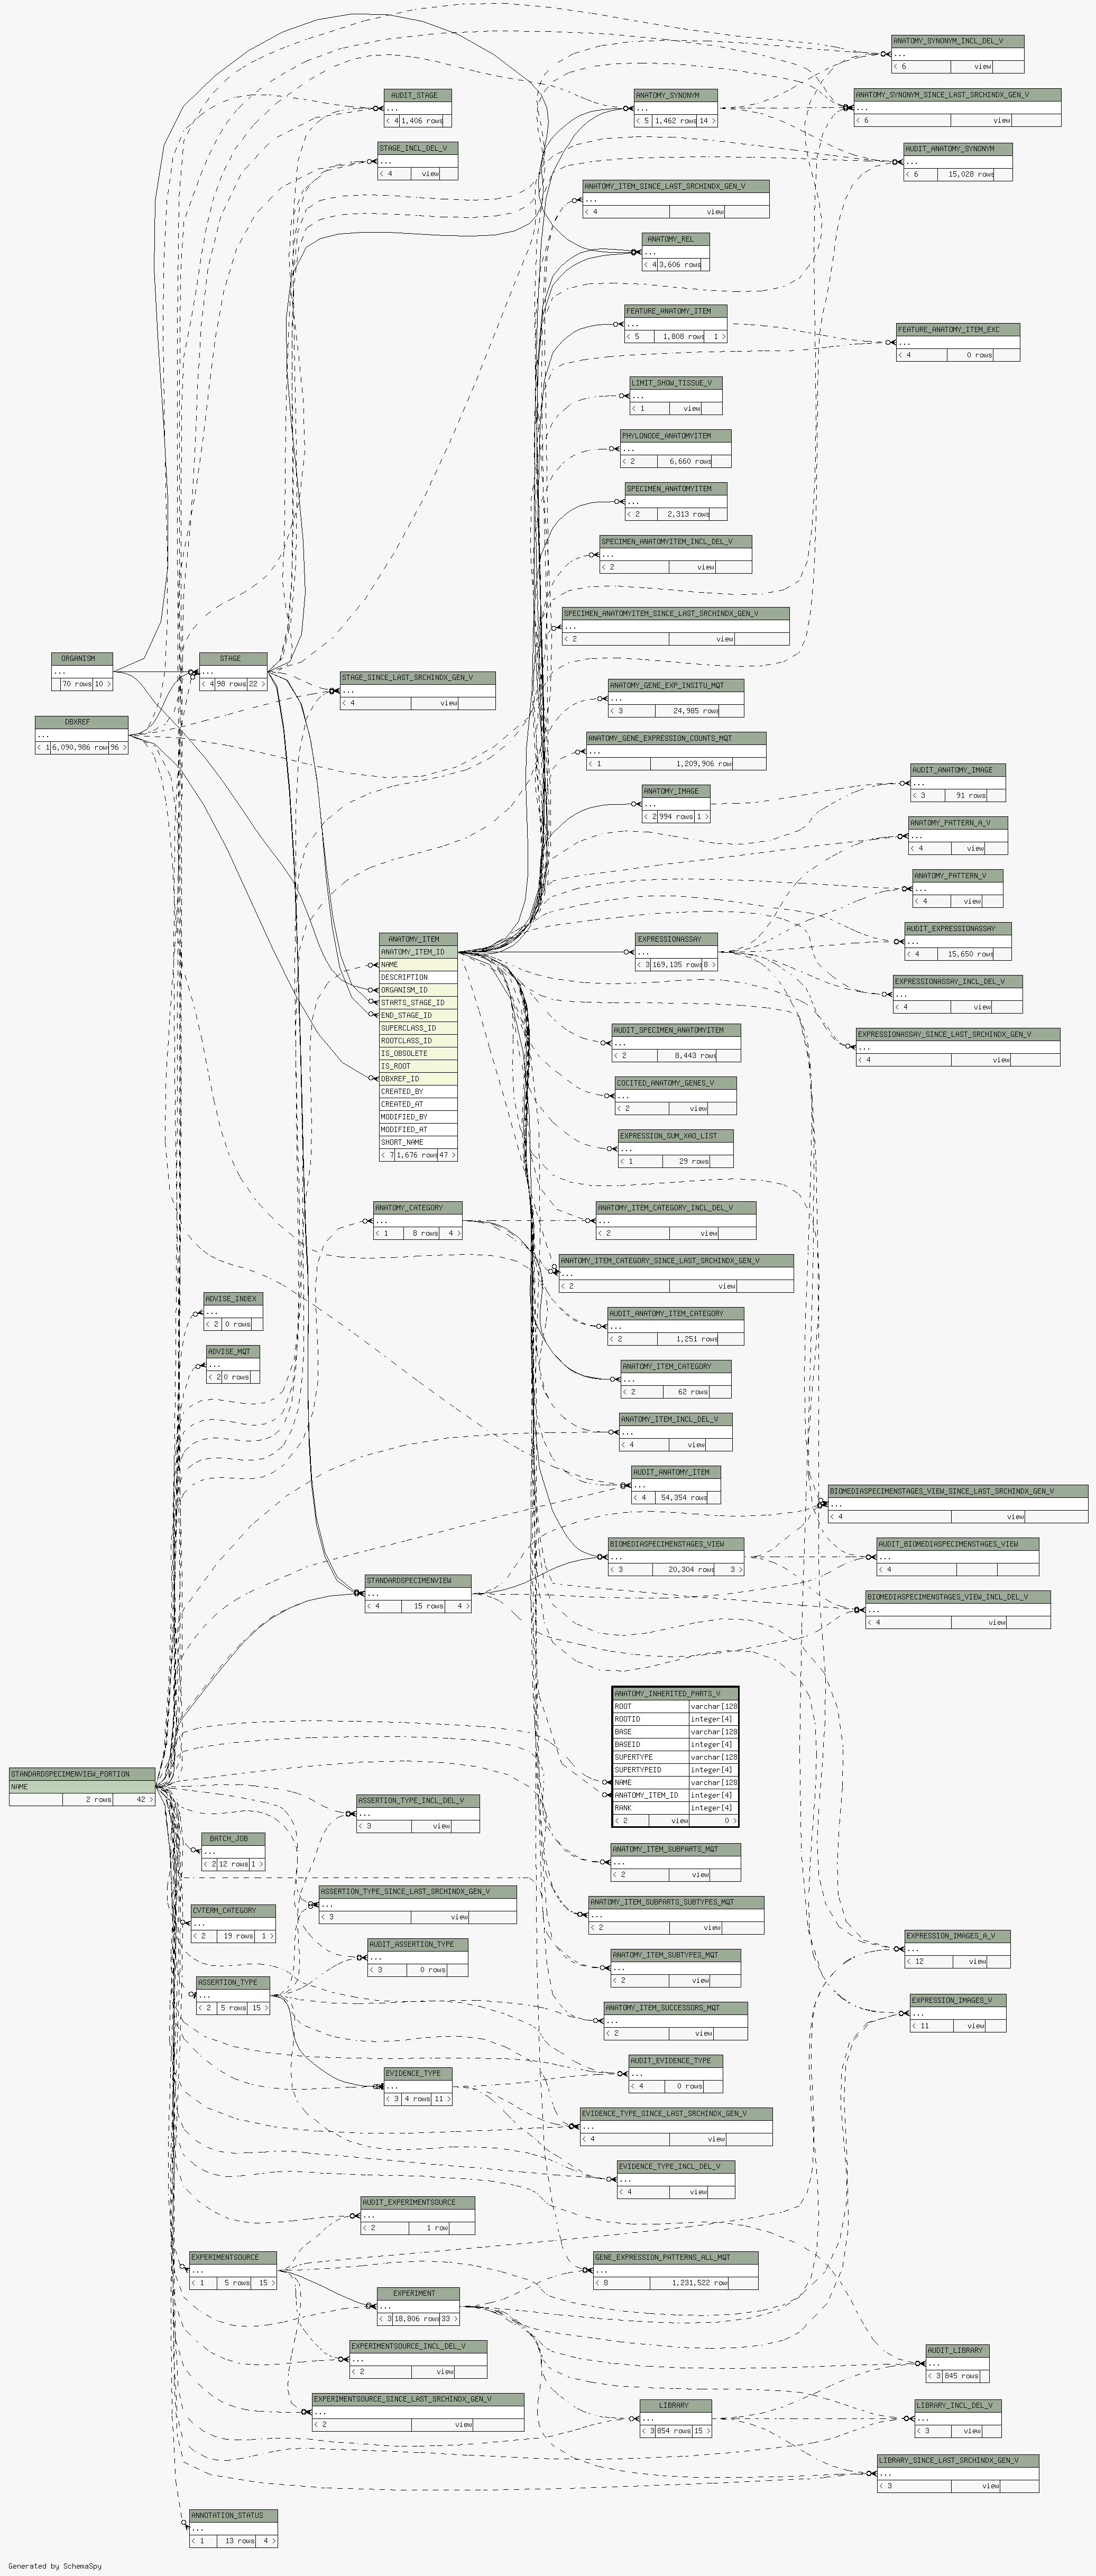 ANATOMY_SYNONYM_INCL_DEL_V
...
< 6 view
AUDIT_STAGE
...
< 4 1,406 rows
ANATOMY_SYNONYM
...
< 5 1,462 rows 14 >
ANATOMY_SYNONYM_SINCE_LAST_SRCHINDX_GEN_V
...
< 6 view
STAGE_INCL_DEL_V
...
< 4 view
AUDIT_ANATOMY_SYNONYM
...
< 6 15,028 rows
ANATOMY_ITEM_SINCE_LAST_SRCHINDX_GEN_V
...
< 4 view
ANATOMY_REL
...
< 4 3,606 rows
FEATURE_ANATOMY_ITEM
...
< 5 1,808 rows 1 >
FEATURE_ANATOMY_ITEM_EXC
...
< 4 0 rows
LIMIT_SHOW_TISSUE_V
...
< 1 view
PHYLONODE_ANATOMYITEM
...
< 2 6,660 rows
SPECIMEN_ANATOMYITEM
...
< 2 2,313 rows
SPECIMEN_ANATOMYITEM_INCL_DEL_V
...
< 2 view
SPECIMEN_ANATOMYITEM_SINCE_LAST_SRCHINDX_GEN_V
...
< 2 view
ORGANISM
...
70 rows 10 >
STAGE
...
< 4 98 rows 22 >
STAGE_SINCE_LAST_SRCHINDX_GEN_V
...
< 4 view
ANATOMY_GENE_EXP_INSITU_MQT
...
< 3 24,985 rows
DBXREF
...
< 1 6,090,986 row 96 >
ANATOMY_GENE_EXPRESSION_COUNTS_MQT
...
< 1 1,209,906 row
AUDIT_ANATOMY_IMAGE
...
< 3 91 rows
ANATOMY_IMAGE
...
< 2 994 rows 1 >
ANATOMY_PATTERN_A_V
...
< 4 view
ANATOMY_PATTERN_V
...
< 4 view
AUDIT_EXPRESSIONASSAY
...
< 4 15,650 rows
ANATOMY_ITEM
ANATOMY_ITEM_ID
NAME
DESCRIPTION
ORGANISM_ID
STARTS_STAGE_ID
END_STAGE_ID
SUPERCLASS_ID
ROOTCLASS_ID
IS_OBSOLETE
IS_ROOT
DBXREF_ID
CREATED_BY
CREATED_AT
MODIFIED_BY
MODIFIED_AT
SHORT_NAME
< 7 1,676 rows 47 >
EXPRESSIONASSAY
...
< 3 169,135 rows 8 >
EXPRESSIONASSAY_INCL_DEL_V
...
< 4 view
EXPRESSIONASSAY_SINCE_LAST_SRCHINDX_GEN_V
...
< 4 view
AUDIT_SPECIMEN_ANATOMYITEM
...
< 2 8,443 rows
COCITED_ANATOMY_GENES_V
...
< 2 view
EXPRESSION_SUM_XAO_LIST
...
< 1 29 rows
ANATOMY_CATEGORY
...
< 1 8 rows 4 >
ANATOMY_ITEM_CATEGORY_INCL_DEL_V
...
< 2 view
ANATOMY_ITEM_CATEGORY_SINCE_LAST_SRCHINDX_GEN_V
...
< 2 view
ADVISE_INDEX
...
< 2 0 rows
AUDIT_ANATOMY_ITEM_CATEGORY
...
< 2 1,251 rows
ADVISE_MQT
...
< 2 0 rows
ANATOMY_ITEM_CATEGORY
...
< 2 62 rows
ANATOMY_ITEM_INCL_DEL_V
...
< 4 view
AUDIT_ANATOMY_ITEM
...
< 4 54,354 rows
BIOMEDIASPECIMENSTAGES_VIEW_SINCE_LAST_SRCHINDX_GEN_V
...
< 4 view
BIOMEDIASPECIMENSTAGES_VIEW
...
< 3 20,304 rows 3 >
AUDIT_BIOMEDIASPECIMENSTAGES_VIEW
...
< 4
STANDARDSPECIMENVIEW
...
< 4 15 rows 4 >
BIOMEDIASPECIMENSTAGES_VIEW_INCL_DEL_V
...
< 4 view
ANATOMY_INHERITED_PARTS_V
ROOT varchar[128
ROOTID integer[4]
BASE varchar[128
BASEID integer[4]
SUPERTYPE varchar[128
SUPERTYPEID integer[4]
NAME varchar[128
ANATOMY_ITEM_ID integer[4]
RANK integer[4]
< 2 view 0 >
STANDARDSPECIMENVIEW_PORTION
NAME
2 rows 42 >
ASSERTION_TYPE_INCL_DEL_V
...
< 3 view
BATCH_JOB
...
< 2 12 rows 1 >
ANATOMY_ITEM_SUBPARTS_MQT
...
< 2 view
ASSERTION_TYPE_SINCE_LAST_SRCHINDX_GEN_V
...
< 3 view
ANATOMY_ITEM_SUBPARTS_SUBTYPES_MQT
...
< 2 view
CVTERM_CATEGORY
...
< 2 19 rows 1 >
EXPRESSION_IMAGES_A_V
...
< 12 view
AUDIT_ASSERTION_TYPE
...
< 3 0 rows
ANATOMY_ITEM_SUBTYPES_MQT
...
< 2 view
ASSERTION_TYPE
...
< 2 5 rows 15 >
EXPRESSION_IMAGES_V
...
< 11 view
ANATOMY_ITEM_SUCCESSORS_MQT
...
< 2 view
AUDIT_EVIDENCE_TYPE
...
< 4 0 rows
EVIDENCE_TYPE
...
< 3 4 rows 11 >
EVIDENCE_TYPE_SINCE_LAST_SRCHINDX_GEN_V
...
< 4 view
EVIDENCE_TYPE_INCL_DEL_V
...
< 4 view
AUDIT_EXPERIMENTSOURCE
...
< 2 1 row
EXPERIMENTSOURCE
...
< 1 5 rows 15 >
GENE_EXPRESSION_PATTERNS_ALL_MQT
...
< 8 1,231,522 row
EXPERIMENT
...
< 3 18,806 rows 33 >
EXPERIMENTSOURCE_INCL_DEL_V
...
< 2 view
AUDIT_LIBRARY
...
< 3 845 rows
EXPERIMENTSOURCE_SINCE_LAST_SRCHINDX_GEN_V
...
< 2 view
LIBRARY
...
< 3 854 rows 15 >
LIBRARY_INCL_DEL_V
...
< 3 view
LIBRARY_SINCE_LAST_SRCHINDX_GEN_V
...
< 3 view
ANNOTATION_STATUS
...
< 1 13 rows 4 >
Generated by SchemaSpy